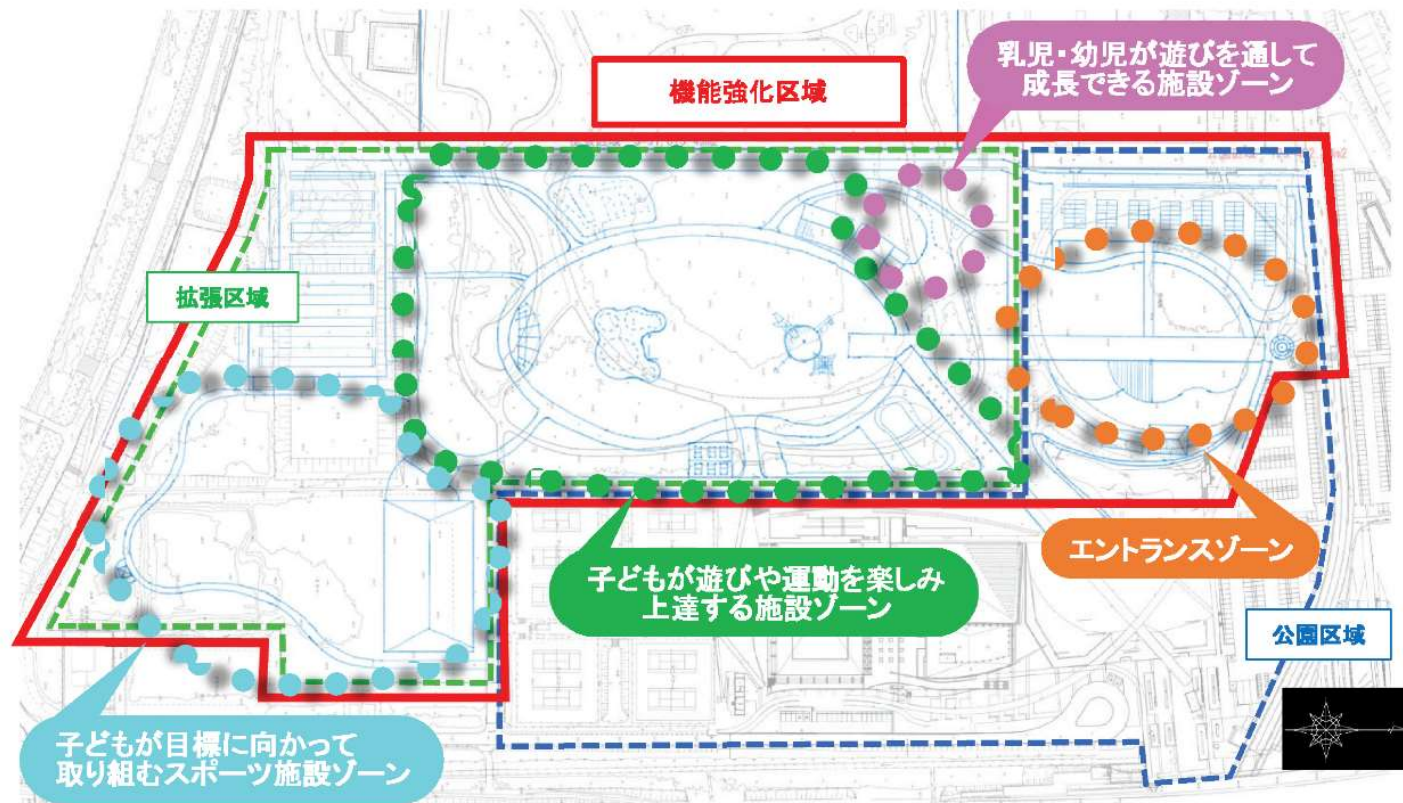 乳児・幼児が遊びを通して
成長できる施設ゾーン
機能強化区域
拡張区域
エントランスゾーン
子どもが遊びや運動を楽しみ
上達する施設ゾーン
公園区域
子どもが目標に向かって
取り組むスポーツ施設ゾーン